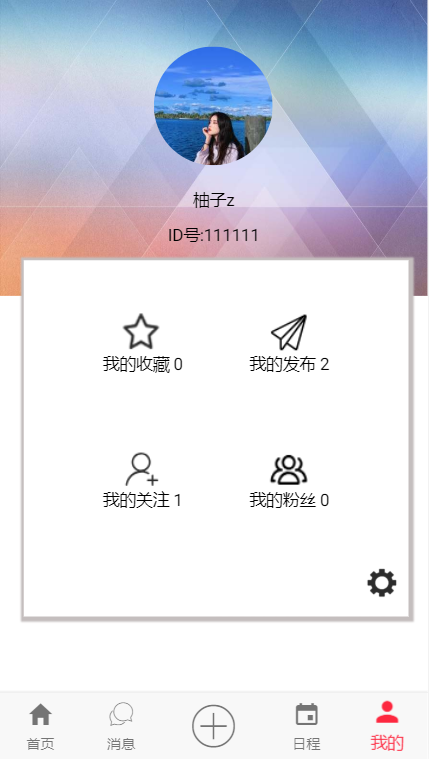 柚子z
ID号:111111
我的收藏 0
我的发布 2
我的关注 1
我的粉丝 0
首页
消息
日程
我的